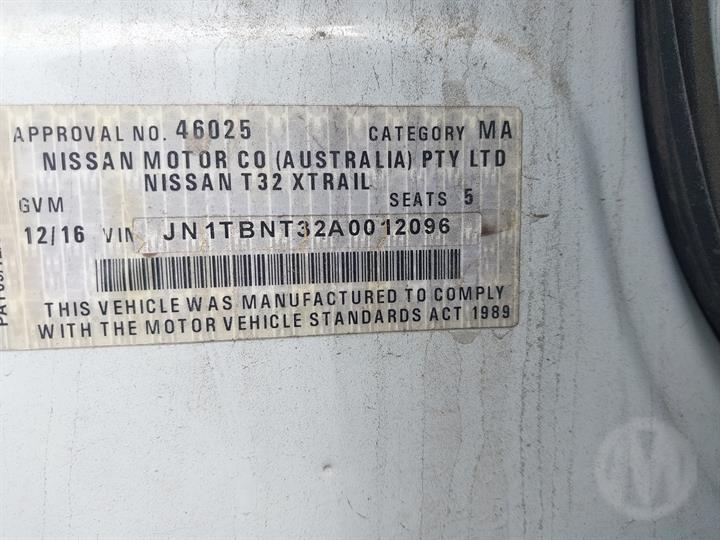 APPROVAL NO. 46025 CATEGORY MA
NISSAN MOTOR CO (AUSTRALIA) PTY LTD
NISSAN T32 XTRAIL
GVM SEATS 5
12/16 VIN JN1TBNT32A0012096
THIS VEHICLE WAS MANUFACTURED TO COMPLY
WITH THE MOTOR VEHICLE STANDARDS ACT 1989
M